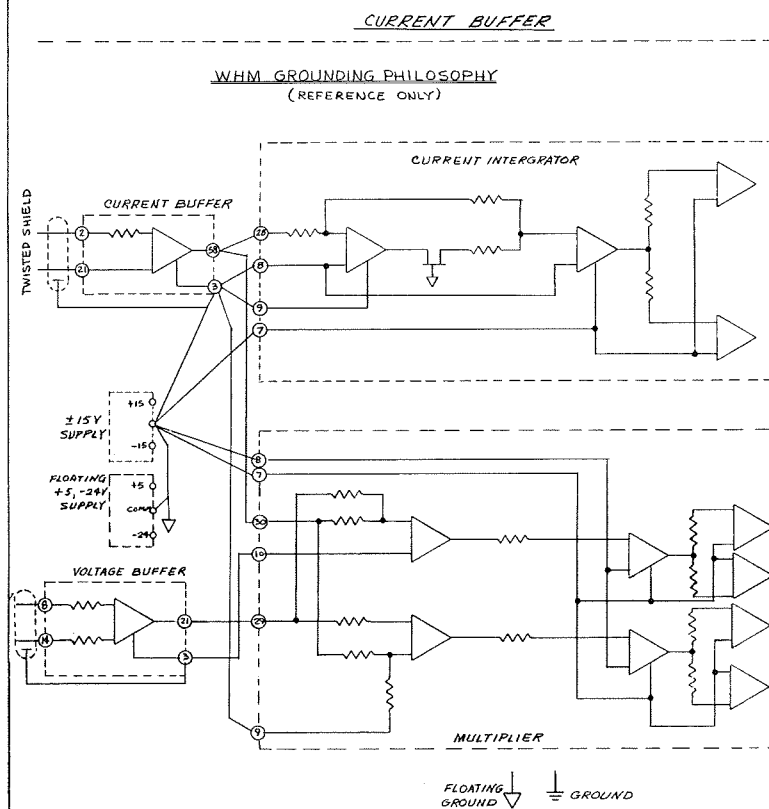 CURRENT BUFFER
WHM GROUNDING PHILOSOPHY
(REFERENCE ONLY)
CURRENT INTERGRATOR
TWISTED SHIELD
CURRENT BUFFER
2
21
58
3
28
8
9
7
+15
±15V
SUPPLY
-15
FLOATING
+5, -24V
SUPPLY
+5
COMM
-24
8
7
30
10
VOLTAGE BUFFER
8
14
21
3
29
9
MULTIPLIER
FLOATING
GROUND
GROUND